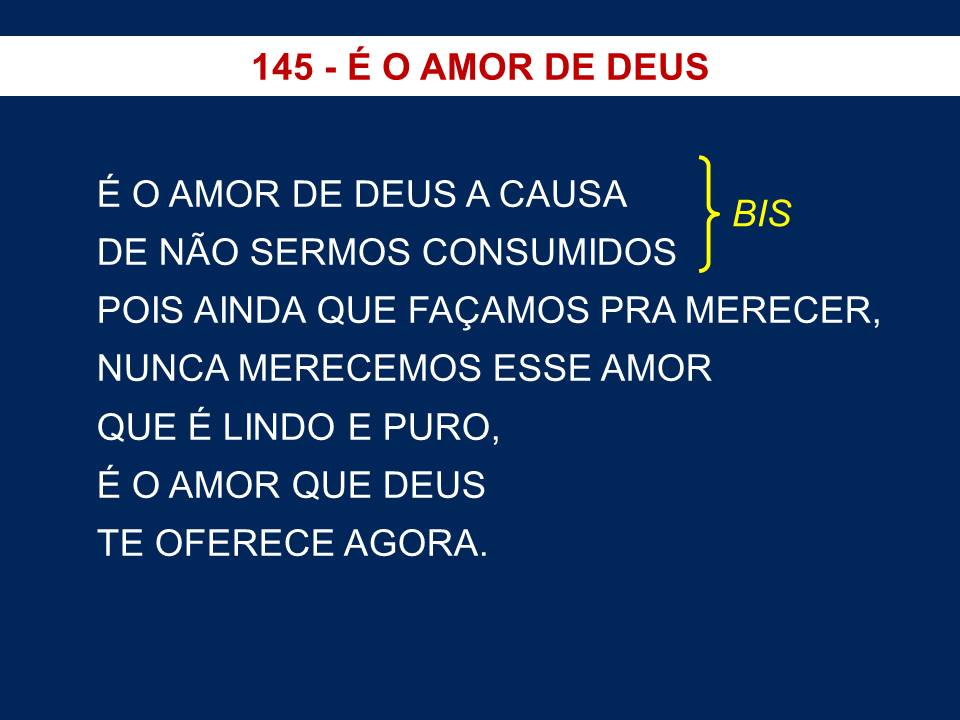 145 - É O AMOR DE DEUS
É O AMOR DE DEUS A CAUSA
BIS
DE NÃO SERMOS CONSUMIDOS
POIS AINDA QUE FAÇAMOS PRA MERECER,
NUNCA MERECEMOS ESSE AMOR
QUE É LINDO E PURO,
É O AMOR QUE DEUS
TE OFERECE AGORA.